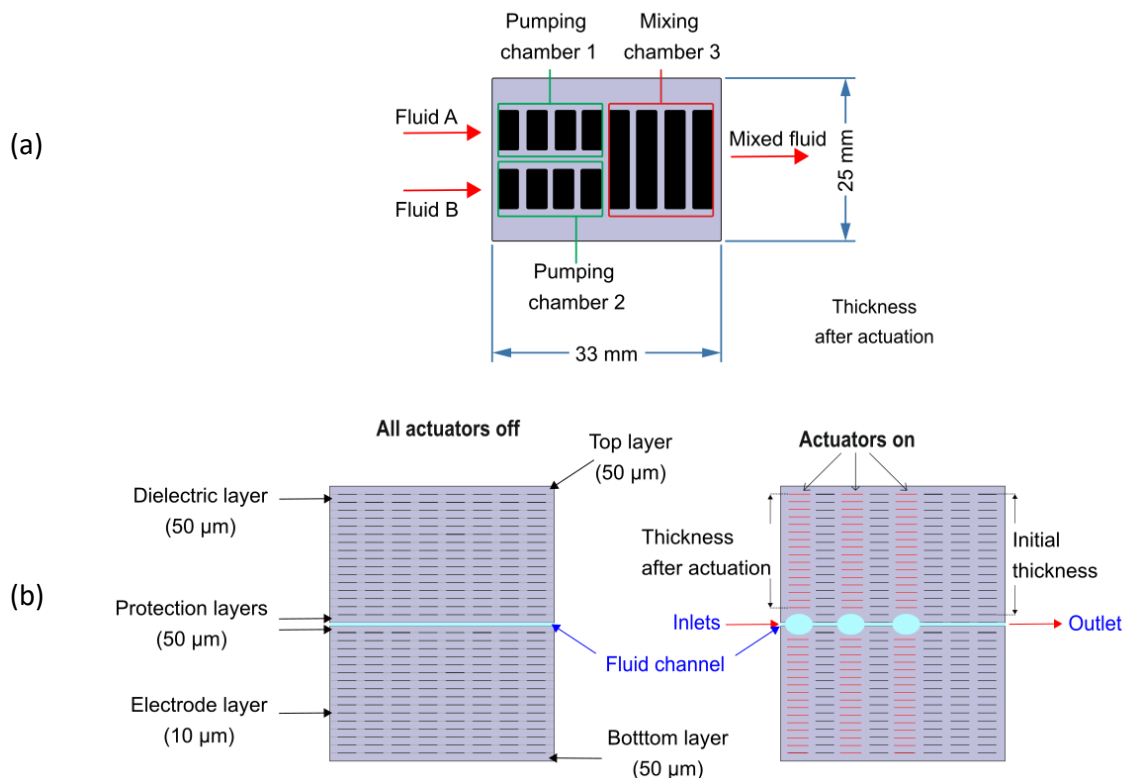 (a)
Pumping
chamber 1
Mixing
chamber 3
Fluid A
Fluid B
Mixed fluid
25 mm
Pumping
chamber 2
33 mm
Thickness
after actuation
(b)
All actuators off
Top layer
(50 µm)
Dielectric layer
(50 µm)
Protection layers
(50 µm)
Electrode layer
(10 µm)
Fluid channel
Botttom layer
(50 µm)
Actuators on
Thickness
after actuation
Initial
thickness
Inlets
Outlet